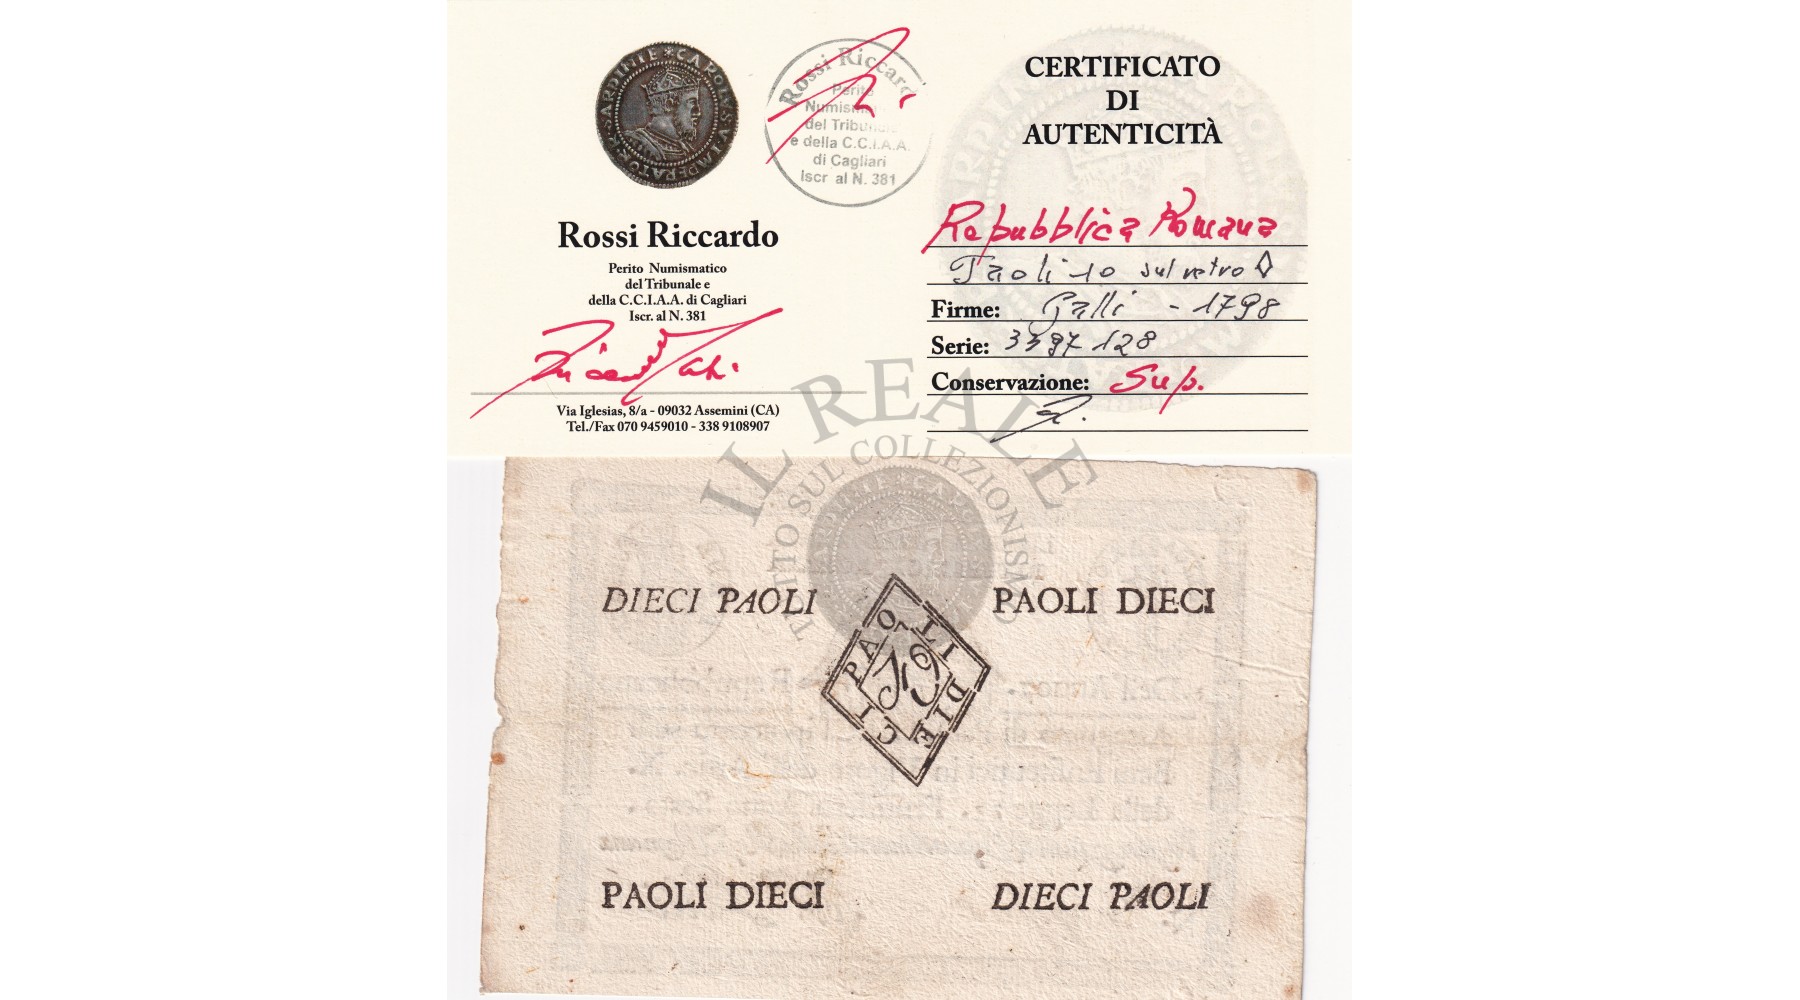 SARDINIE * CAROLVS V IMPERATOR
Rossi Riccardo
Perito
Numism
del Tribuna
e della C.C.I.A.A.
di Cagliari
Iscr al N. 381
Rossi Riccardo
Perito Numismatico
del Tribunale e
della C.C.I.A.A. di Cagliari
Iscr. al N. 381
Via Iglesias, 8/a - 09032 Assemini (CA)
Tel./Fax 070 9459010 - 338 9108907
CERTIFICATO
DI
AUTENTICITÀ
Repubblica Romana
Paoli 10 sul retro ◊
Firme: Galli - 1798
Serie: 3397 128
Conservazione: Sup.
IL REALE
TUTTO SUL COLLEZIONISMO
DIECI PAOLI
PAOLI DIECI
PAOLI DIECI
PAOLI DIECI
DIECI PAOLI